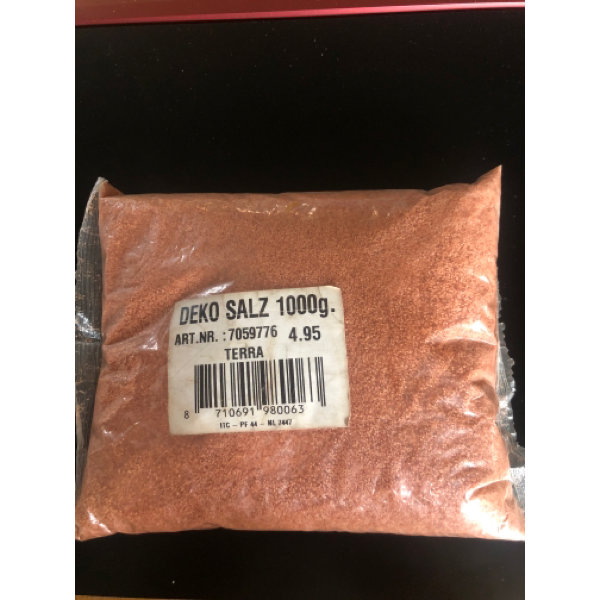 DEKO SALZ 1000g.
ART.NR. :7059776 4.95
TERRA
8 710691 980063
ITC - PF 44 - NL 2447